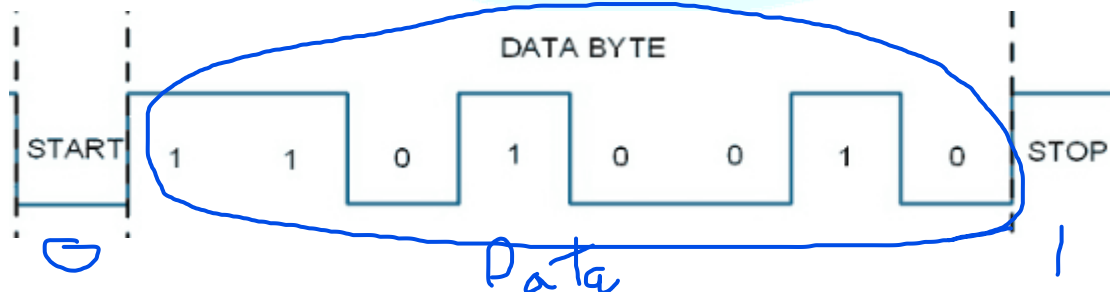 DATA BYTE
START 1 1 0 1 0 0 1 0 STOP
0 Data 1